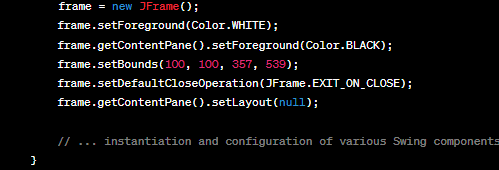 frame = new JFrame();
frame.setForeground(Color.WHITE);
frame.getContentPane().setForeground(Color.BLACK);
frame.setBounds(100, 100, 357, 539);
frame.setDefaultCloseOperation(JFrame.EXIT_ON_CLOSE);
frame.getContentPane().setLayout(null);
// ... instantiation and configuration of various Swing components
}